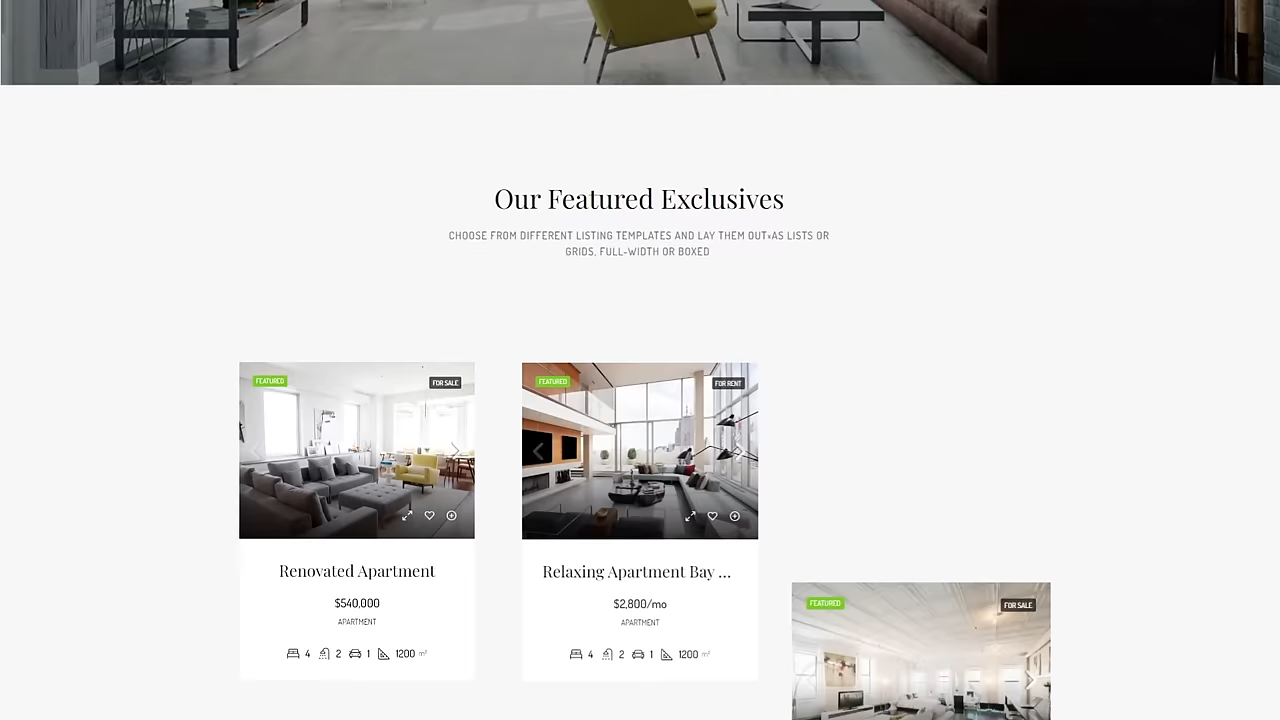 Our Featured Exclusives
CHOOSE FROM DIFFERENT LISTING TEMPLATES AND LAY THEM OUT AS LISTS OR
GRIDS, FULL-WIDTH OR BOXED
FEATURED
FOR SALE
Renovated Apartment
$540,000
APARTMENT
4 2 1 1200 m²
FEATURED
FOR RENT
Relaxing Apartment Bay ...
$2,800/mo
APARTMENT
4 2 1 1200 m²
FEATURED
FOR SALE